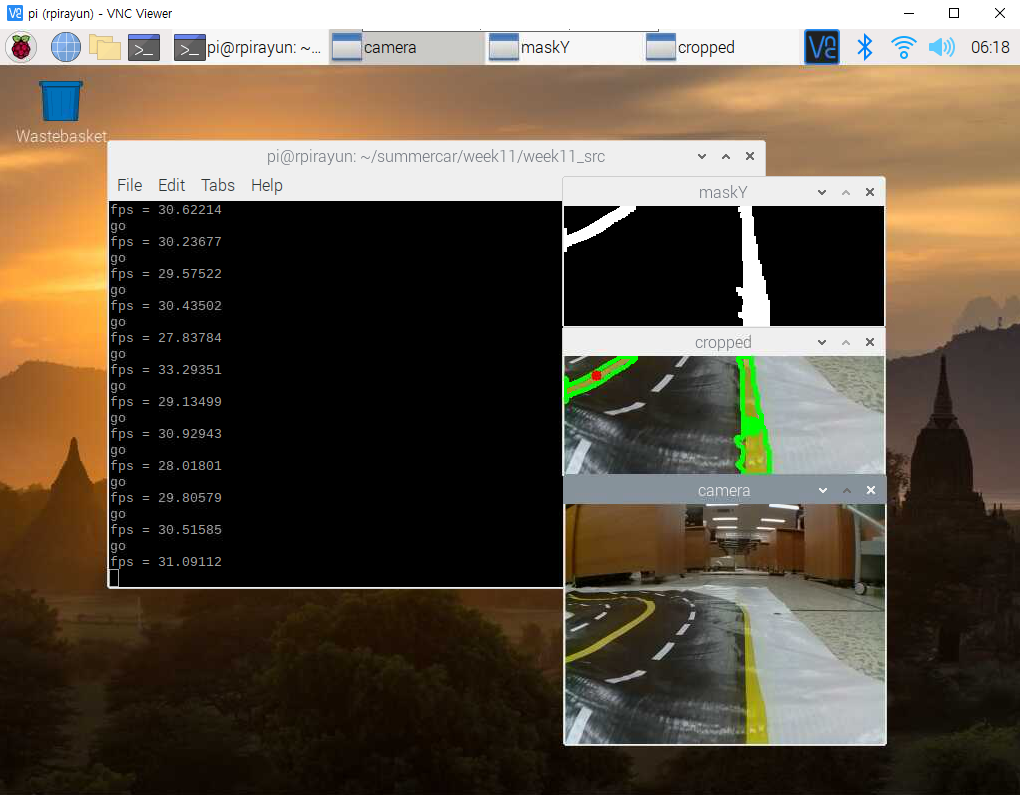 pi (rpirayun) - VNC Viewer
pi@rpirayun: ~...
camera
maskY
cropped
06:18
Wastebasket
pi@rpirayun: ~/summercar/week11/week11_src
File Edit Tabs Help
fps = 30.62214
go
fps = 30.23677
go
fps = 29.57522
go
fps = 30.43502
go
fps = 27.83784
go
fps = 33.29351
go
fps = 29.13499
go
fps = 30.92943
go
fps = 28.01801
go
fps = 29.80579
go
fps = 30.51585
go
fps = 31.09112
maskY
cropped
camera